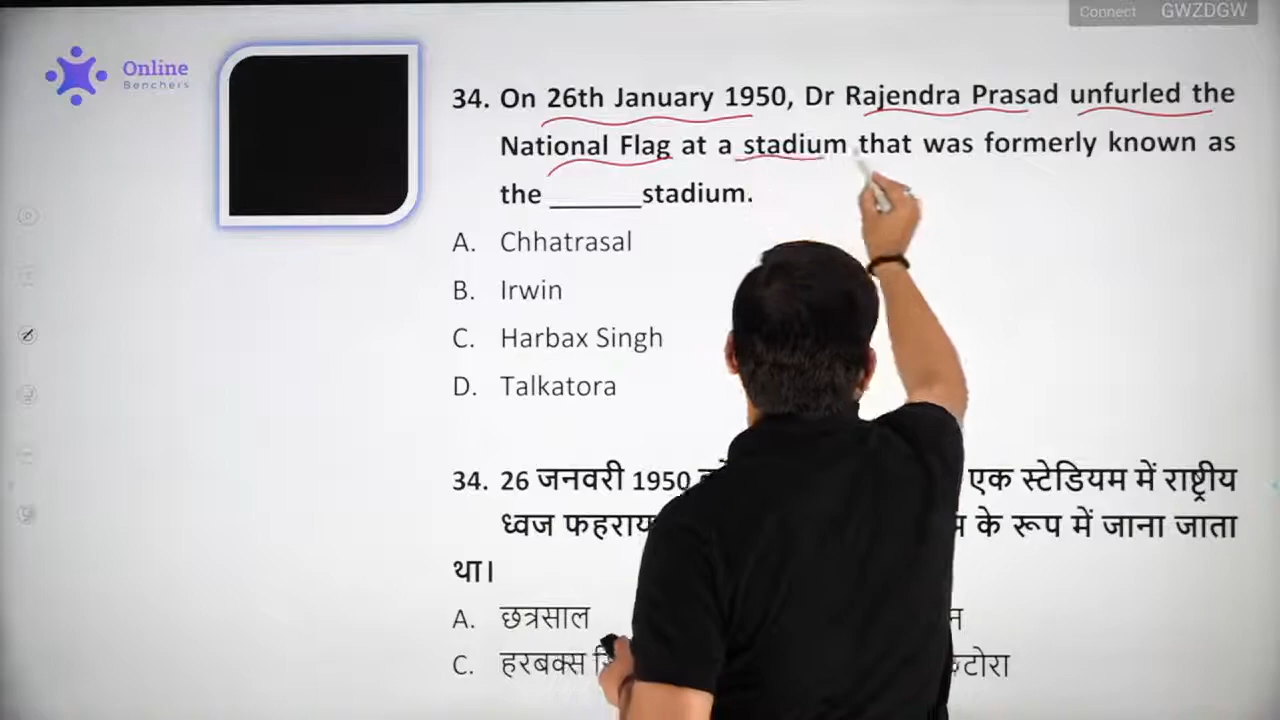 Connect GWZDGW
Online
Benchers
34. On 26th January 1950, Dr Rajendra Prasad unfurled the
National Flag at a stadium that was formerly known as
the ______stadium.
A. Chhatrasal
B. Irwin
C. Harbax Singh
D. Talkatora
34. 26 जनवरी 1950 एक स्टेडियम में राष्ट्रीय
ध्वज के रूप में जाना जाता
था।
A. छत्रसाल
C. हरबक्स